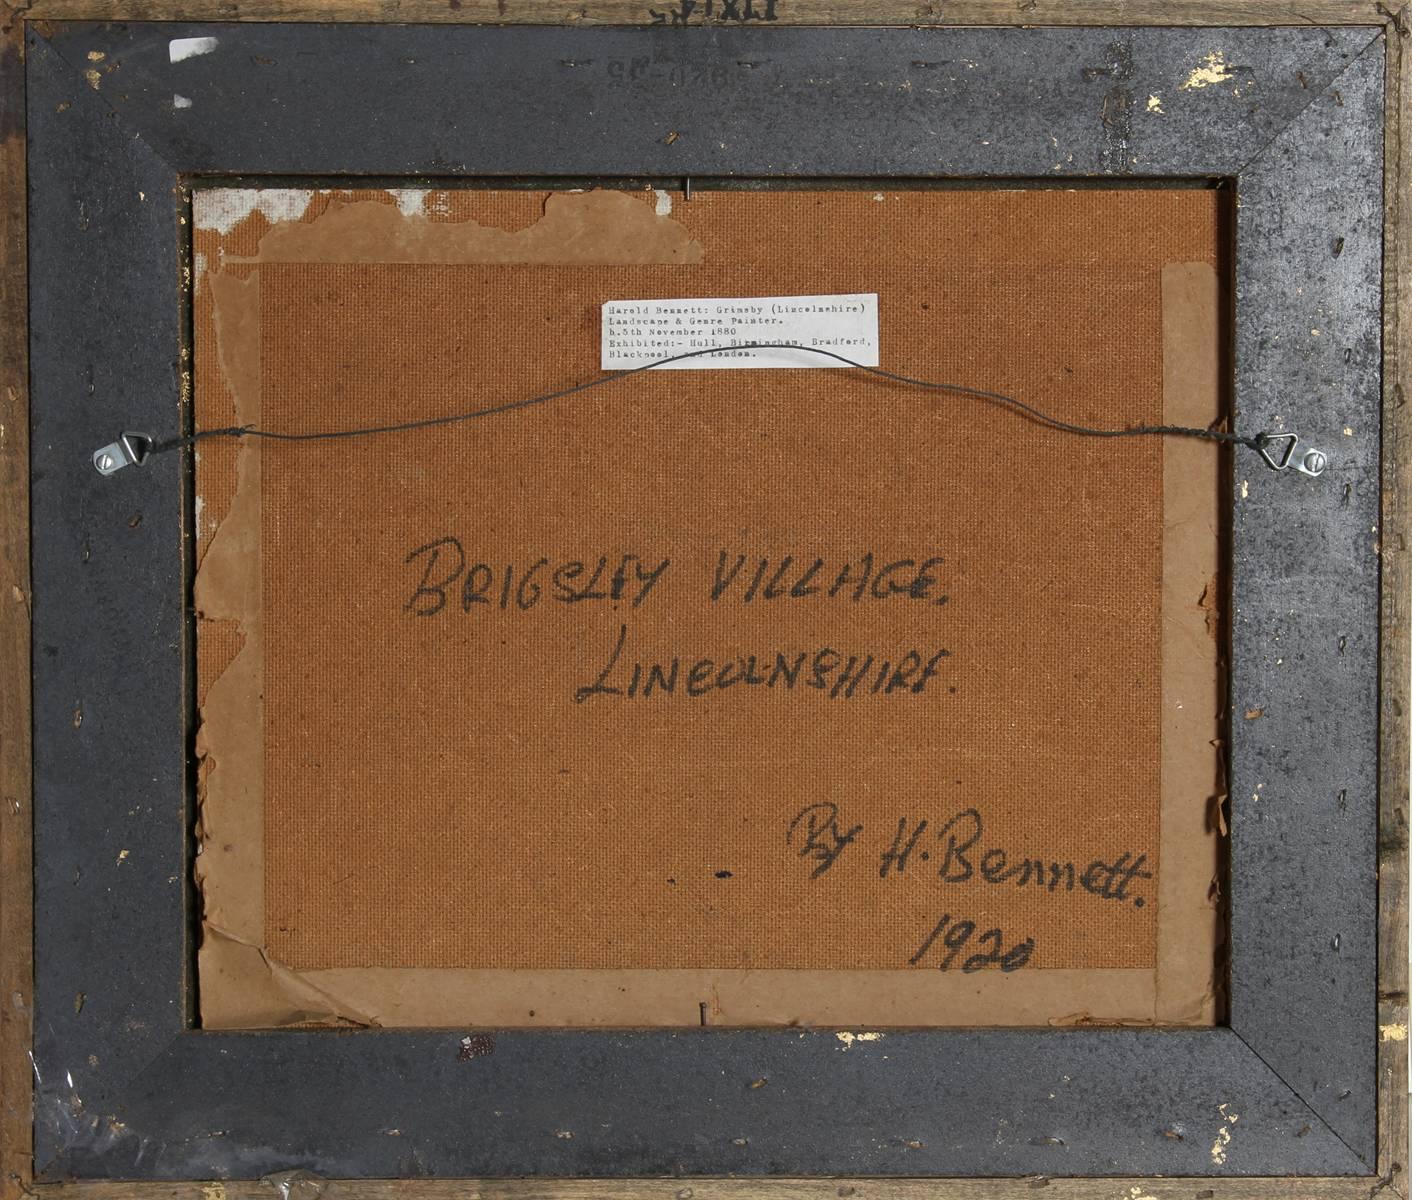 Harold Bennett: Grimsby (Lincolnshire)
Landscape & Genre Painter.
b.5th November 1880
Exhibited:- Hull, Birmingham, Bradford,
Blackpool, and London.
BRIGSLEY VILLAGE.
LINCOLNSHIRE.
By H. Bennett.
1920